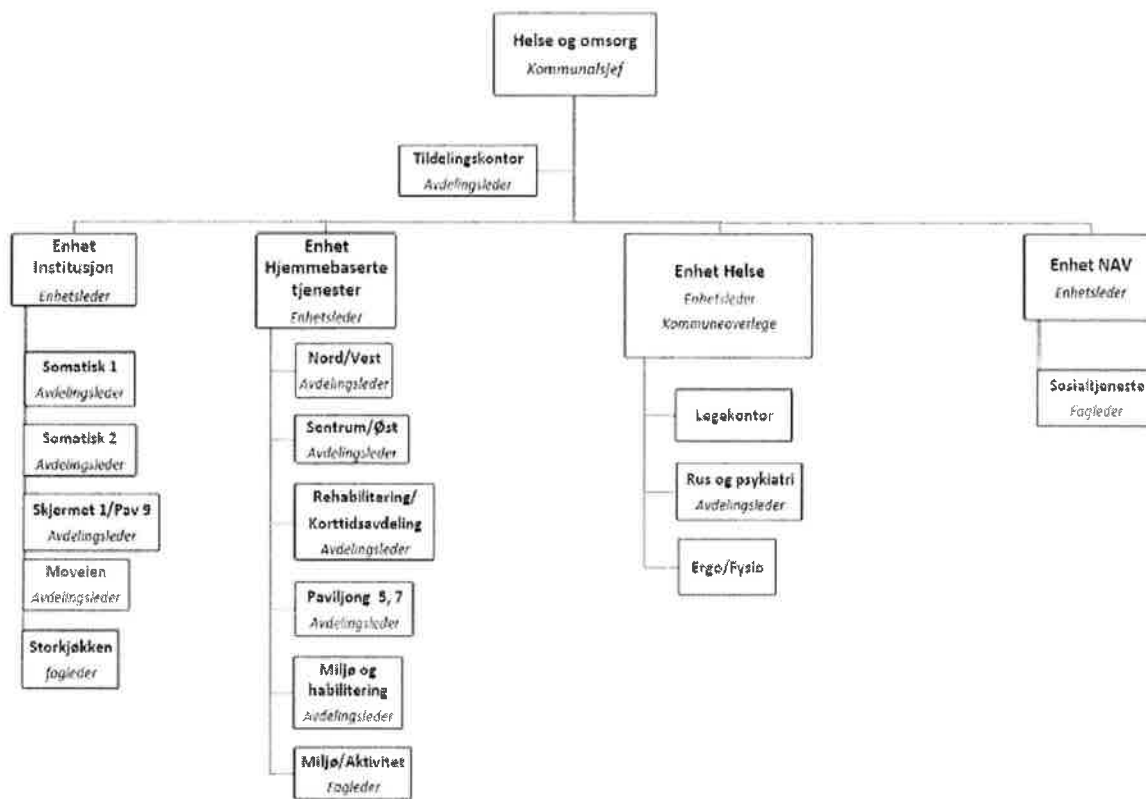 Helse og omsorg
Kommunalsjef
Tildelingskontor
Avdelingsleder
Enhet
Institusjon
Enhetsleder
Somatisk 1
Avdelingsleder
Somatisk 2
Avdelingsleder
Skjermet 1/Pav 9
Avdelingsleder
Moveien
Avdelingsleder
Storkjøkken
fagleder
Enhet
Hjemmebaserte
tjenester
Enhetsleder
Nord/Vest
Avdelingsleder
Sentrum/Øst
Avdelingsleder
Rehabilitering/
Korttidsavdeling
Avdelingsleder
Paviljong 5, 7
Avdelingsleder
Miljø og
habilitering
Avdelingsleder
Miljø/Aktivitet
Fagleder
Enhet Helse
Enhetsleder
Kommuneoverlege
Legekontor
Rus og psykiatri
Avdelingsleder
Ergo/Fysio
Enhet NAV
Enhetsleder
Sosialtjeneste
Fagleder